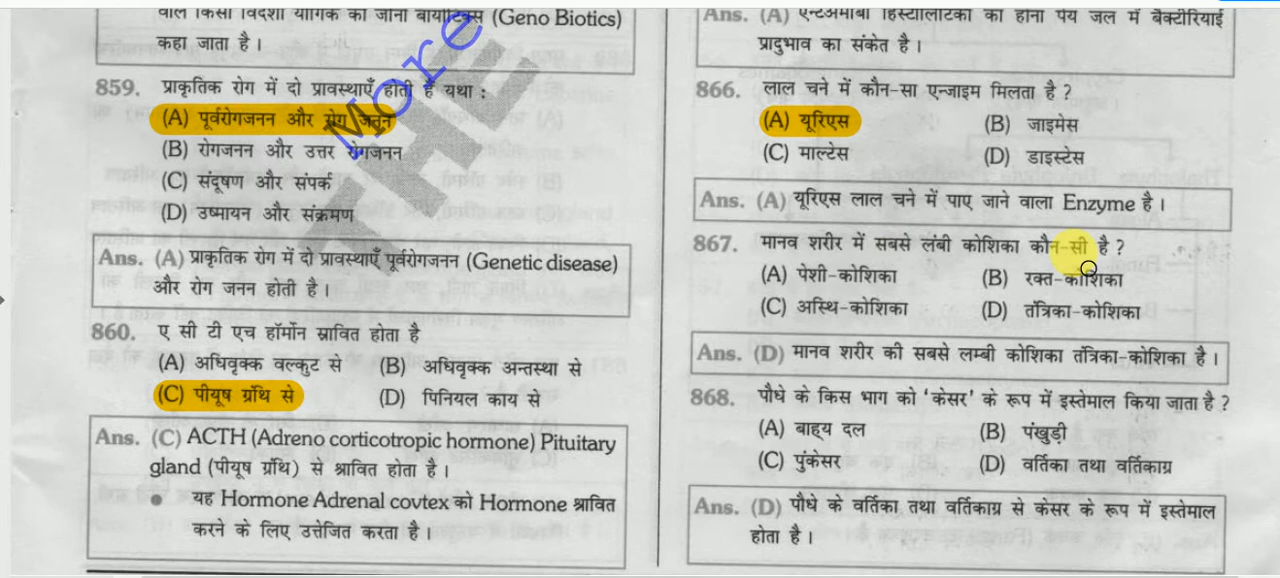 वाले किसी विदेशी यौगिक को जीनो बायोटिक्स (Geno Biotics)
कहा जाता है।
859. प्राकृतिक रोग में दो प्रावस्थाएँ होती हैं यथा :
(A) पूर्वरोगजनन और रोग जनन
(B) रोगजनन और उत्तर रोगजनन
(C) संदूषण और संपर्क
(D) उष्मायन और संक्रमण
Ans. (A) प्राकृतिक रोग में दो प्रावस्थाएँ पूर्वरोगजनन (Genetic disease)
और रोग जनन होती है।
860. ए सी टी एच हॉर्मोन स्रावित होता है
(A) अधिवृक्क वल्कुट से (B) अधिवृक्क अन्तस्था से
(C) पीयूष ग्रंथि से (D) पिनियल काय से
Ans. (C) ACTH (Adreno corticotropic hormone) Pituitary
gland (पीयूष ग्रंथि) से श्रावित होता है।
● यह Hormone Adrenal covtex को Hormone श्रावित
करने के लिए उत्तेजित करता है।
More
Ans. (A) एन्टअमीबा हिस्टोलिटिका का होना पेय जल में बैक्टीरियाई
प्रादुभाव का संकेत है।
866. लाल चने में कौन-सा एन्जाइम मिलता है ?
(A) यूरिएस (B) जाइमेस
(C) माल्टेस (D) डाइस्टेस
Ans. (A) यूरिएस लाल चने में पाए जाने वाला Enzyme है।
867. मानव शरीर में सबसे लंबी कोशिका कौन-सी है ?
(A) पेशी-कोशिका (B) रक्त-कोशिका
(C) अस्थि-कोशिका (D) तंत्रिका-कोशिका
Ans. (D) मानव शरीर की सबसे लम्बी कोशिका तंत्रिका-कोशिका है।
868. पौधे के किस भाग को 'केसर' के रूप में इस्तेमाल किया जाता है ?
(A) बाह्य दल (B) पंखुड़ी
(C) पुंकेसर (D) वर्तिका तथा वर्तिकाग्र
Ans. (D) पौधे के वर्तिका तथा वर्तिकाग्र से केसर के रूप में इस्तेमाल
होता है।